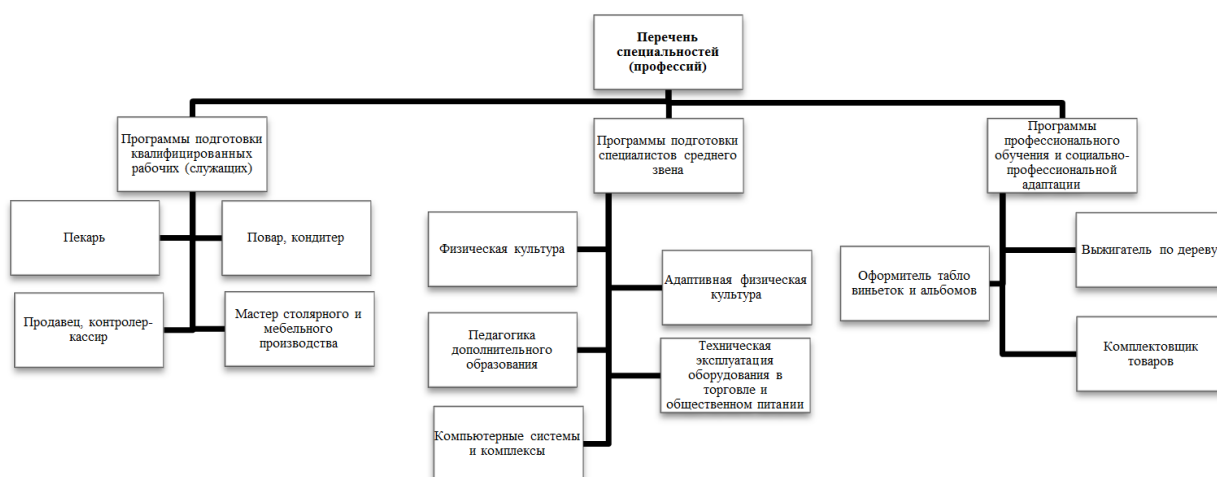 Перечень
специальностей
(профессий)
Программы подготовки
квалифицированных
рабочих (служащих)
Программы подготовки
специалистов среднего
звена
Программы
профессионального
обучения и социально-
профессиональной
адаптации
Пекарь
Повар, кондитер
Продавец, контролер-
кассир
Мастер столярного и
мебельного
производства
Физическая культура
Адаптивная физическая
культура
Педагогика
дополнительного
образования
Техническая
эксплуатация
оборудования в
торговле и
общественном питании
Компьютерные системы
и комплексы
Выжигатель по дереву
Оформитель табло
виньеток и альбомов
Комплектовщик
товаров